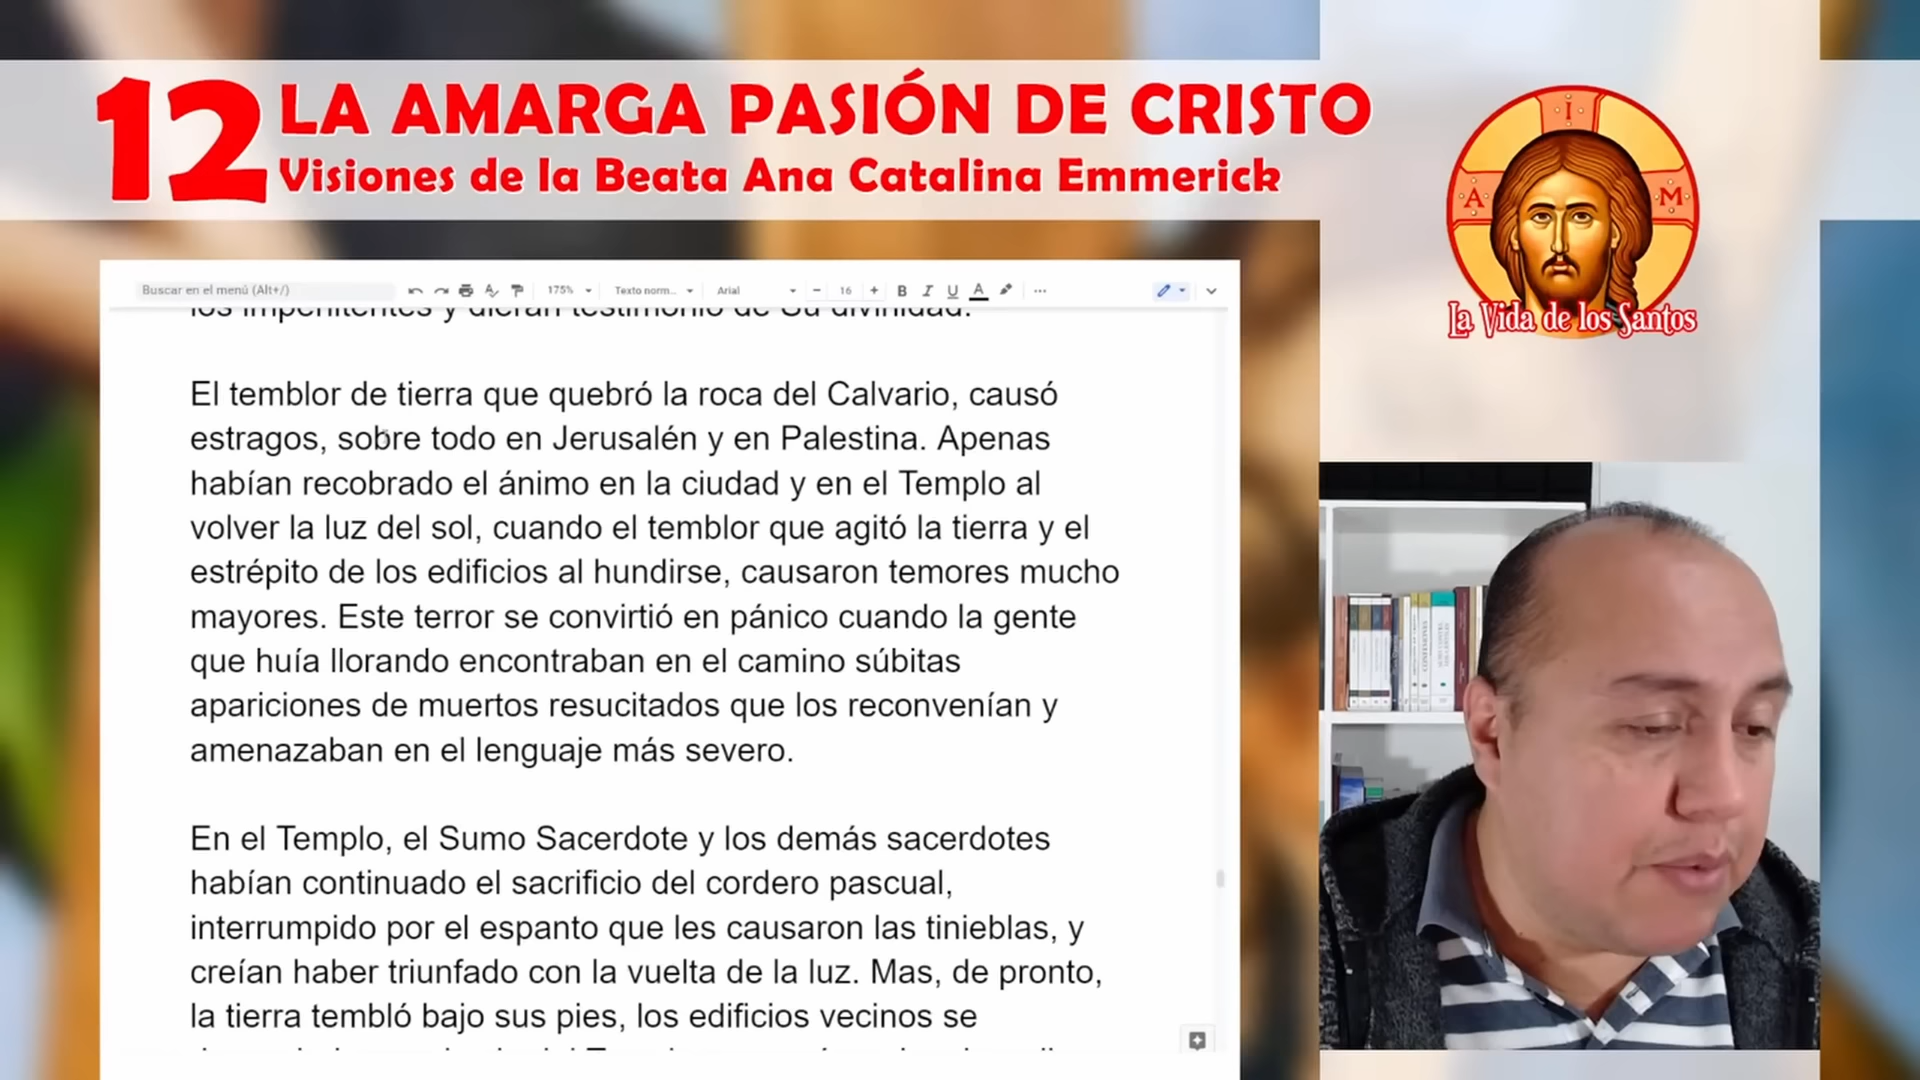 12 LA AMARGA PASIÓN DE CRISTO
Visiones de la Beata Ana Catalina Emmerick
I
A M
La Vida de los Santos
Buscar en el menú (Alt+/)
175% Texto norm... Arial − 16 + B I U A ...
los impenitentes y dieran testimonio de Su divinidad.
El temblor de tierra que quebró la roca del Calvario, causó
estragos, sobre todo en Jerusalén y en Palestina. Apenas
habían recobrado el ánimo en la ciudad y en el Templo al
volver la luz del sol, cuando el temblor que agitó la tierra y el
estrépito de los edificios al hundirse, causaron temores mucho
mayores. Este terror se convirtió en pánico cuando la gente
que huía llorando encontraban en el camino súbitas
apariciones de muertos resucitados que los reconvenían y
amenazaban en el lenguaje más severo.
En el Templo, el Sumo Sacerdote y los demás sacerdotes
habían continuado el sacrificio del cordero pascual,
interrumpido por el espanto que les causaron las tinieblas, y
creían haber triunfado con la vuelta de la luz. Mas, de pronto,
la tierra tembló bajo sus pies, los edificios vecinos se